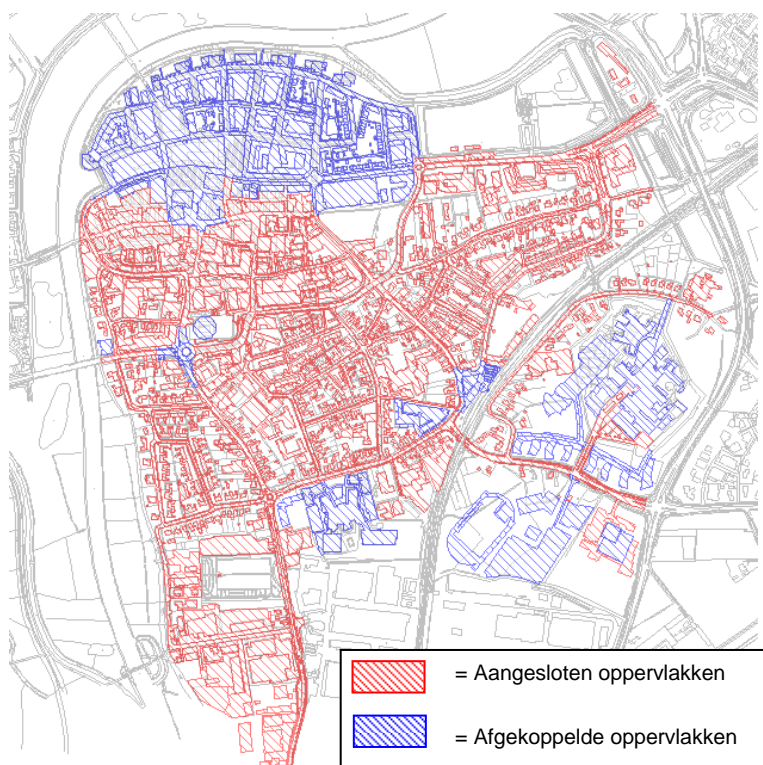 = Aangesloten oppervlakken
= Afgekoppelde oppervlakken